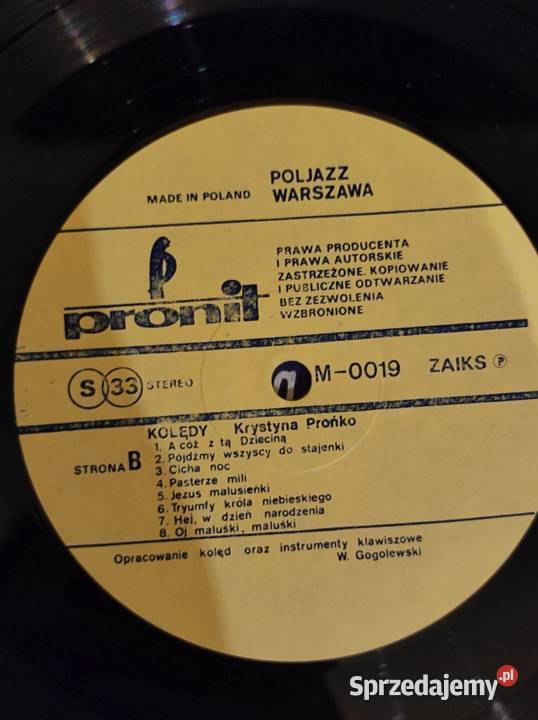 MADE IN POLAND
POLJAZZ
WARSZAWA
pronit
PRAWA PRODUCENTA
I PRAWA AUTORSKIE
ZASTRZEŻONE. KOPIOWANIE
I PUBLICZNE ODTWARZANIE
BEZ ZEZWOLENIA
WZBRONIONE
S 33 STEREO
M-0019 ZAIKS Ⓟ
STRONA B
KOLĘDY Krystyna Prońko
1. A cóż z tą Dzieciną
2. Pójdźmy wszyscy do stajenki
3. Cicha noc
4. Pasterze mili
5. Jezus malusieńki
6. Tryumfy króla niebieskiego
7. Hej, w dzień narodzenia
8. Oj maluśki, maluśki
Opracowanie kolęd oraz instrumenty klawiszowe
W. Gogolewski
Sprzedajemy.pl